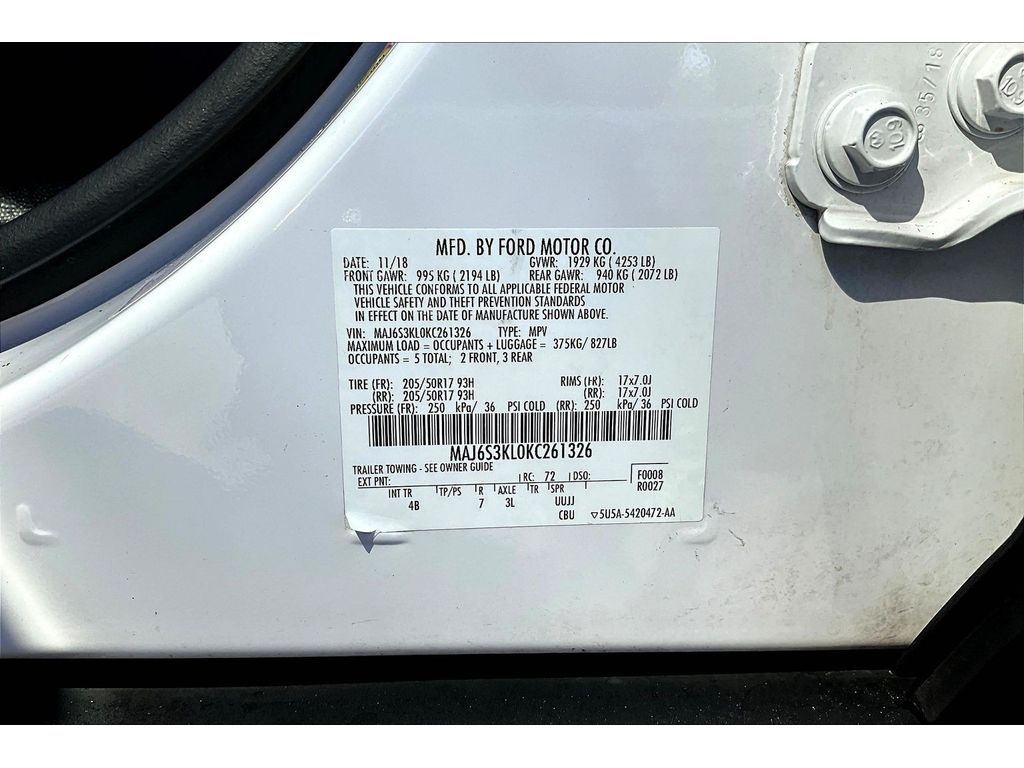 MFD. BY FORD MOTOR CO.
DATE: 11/18 GVWR: 1929 KG ( 4253 LB)
FRONT GAWR: 995 KG ( 2194 LB) REAR GAWR: 940 KG ( 2072 LB)
THIS VEHICLE CONFORMS TO ALL APPLICABLE FEDERAL MOTOR
VEHICLE SAFETY AND THEFT PREVENTION STANDARDS
IN EFFECT ON THE DATE OF MANUFACTURE SHOWN ABOVE.
VIN: MAJ6S3KL0KC261326 TYPE: MPV
MAXIMUM LOAD = OCCUPANTS + LUGGAGE = 375KG/ 827LB
OCCUPANTS = 5 TOTAL; 2 FRONT, 3 REAR
TIRE (FR): 205/50R17 93H RIMS (FR): 17x7.0J
(RR): 205/50R17 93H (RR): 17x7.0J
PRESSURE (FR): 250 kPa/ 36 PSI COLD (RR): 250 kPa/ 36 PSI COLD
MAJ6S3KL0KC261326
TRAILER TOWING - SEE OWNER GUIDE
EXT PNT: RC: 72 DSO: F0008
R0027
INT TR TP/PS R AXLE TR SPR
4B 7 3L UUJJ
CBU ▽5U5A-5420472-AA
109
35/18
109